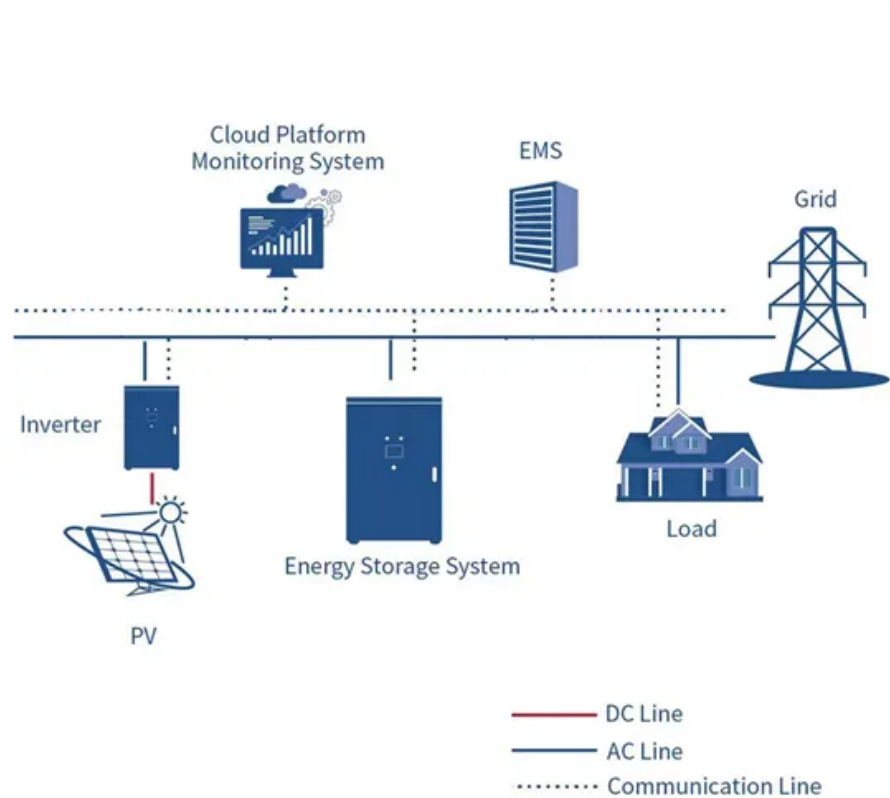 Cloud Platform
Monitoring System
EMS
Grid
Inverter
Load
Energy Storage System
PV
DC Line
AC Line
Communication Line